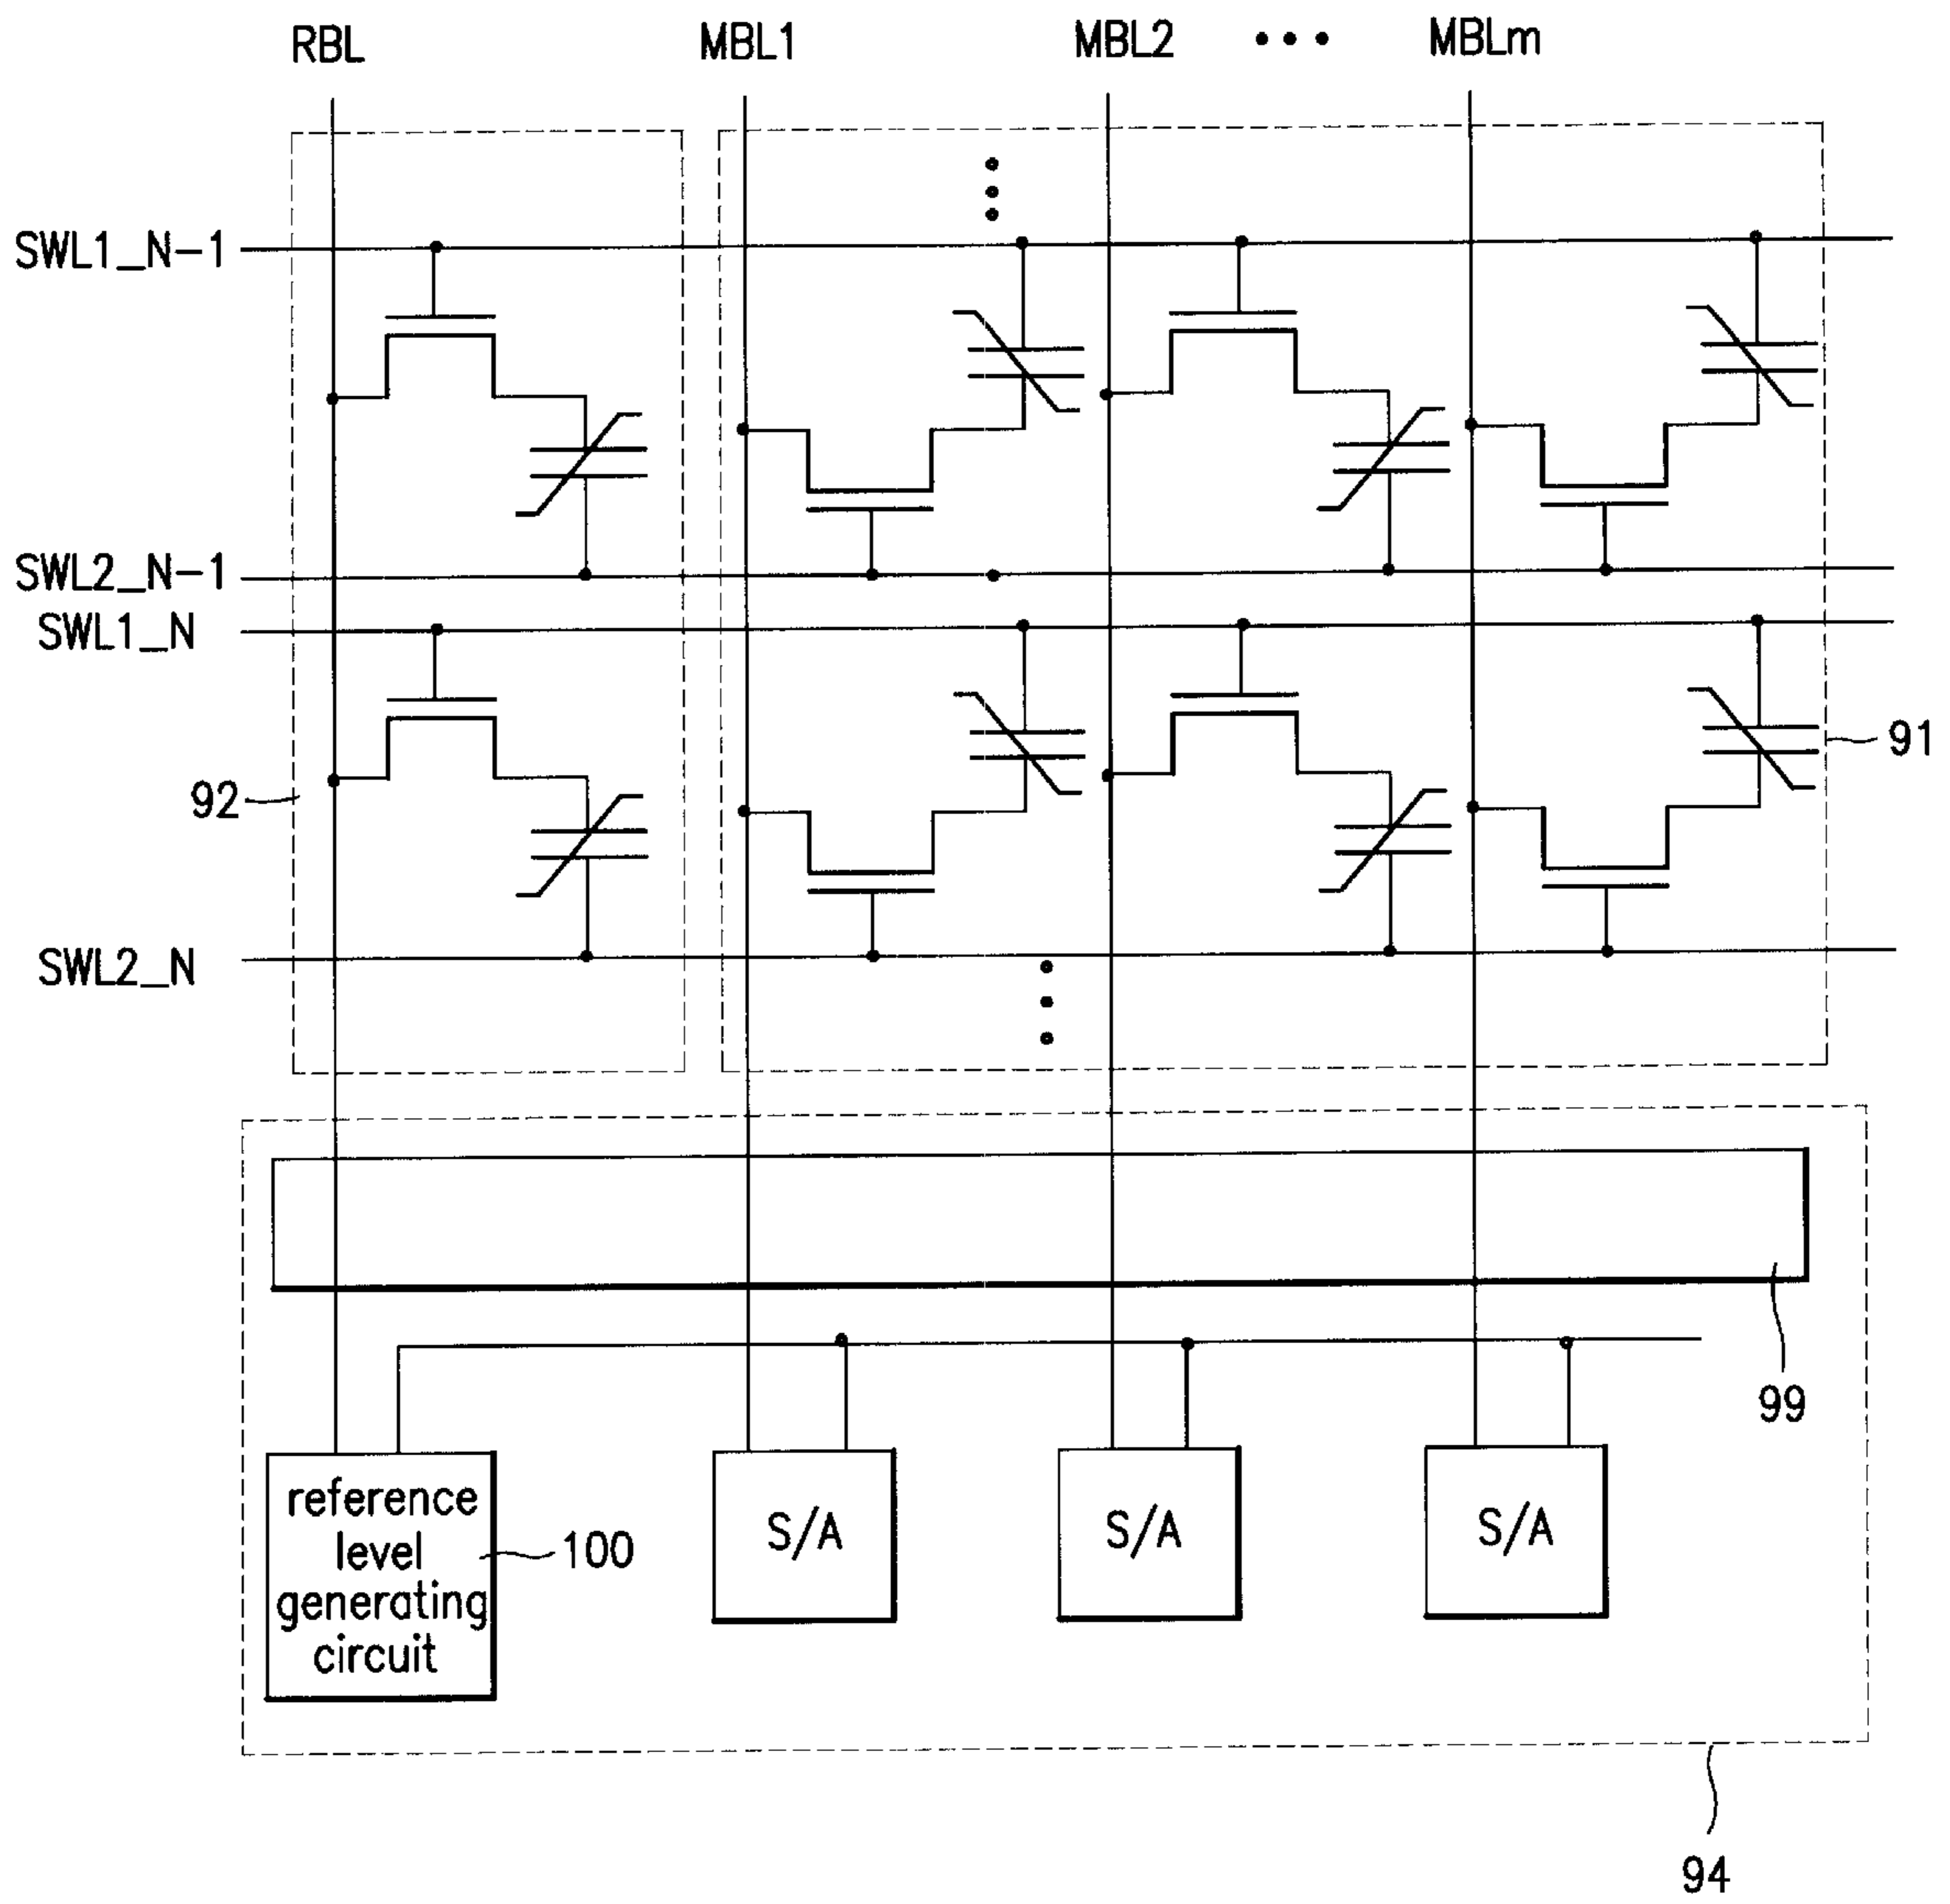 RBL MBL1 MBL2 ••• MBLm
SWL1_N-1
SWL2_N-1
SWL1_N
91
92
SWL2_N
99
reference
level
generating
circuit
100
S/A S/A S/A
94